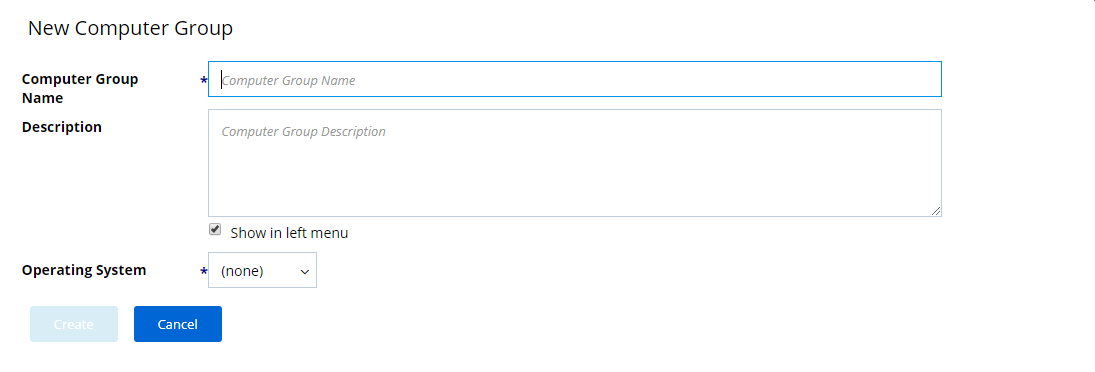 New Computer Group
Computer Group
Name
* Computer Group Name
Description
Computer Group Description
Show in left menu
Operating System * (none)
Create Cancel